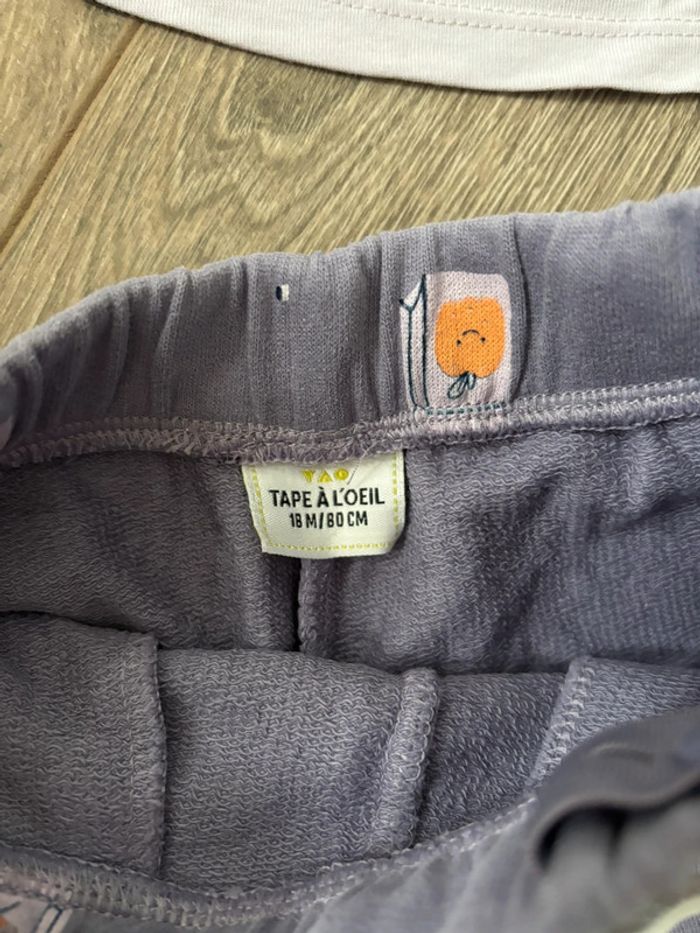 TAO
TAPE À L'OEIL
18 M/80 CM